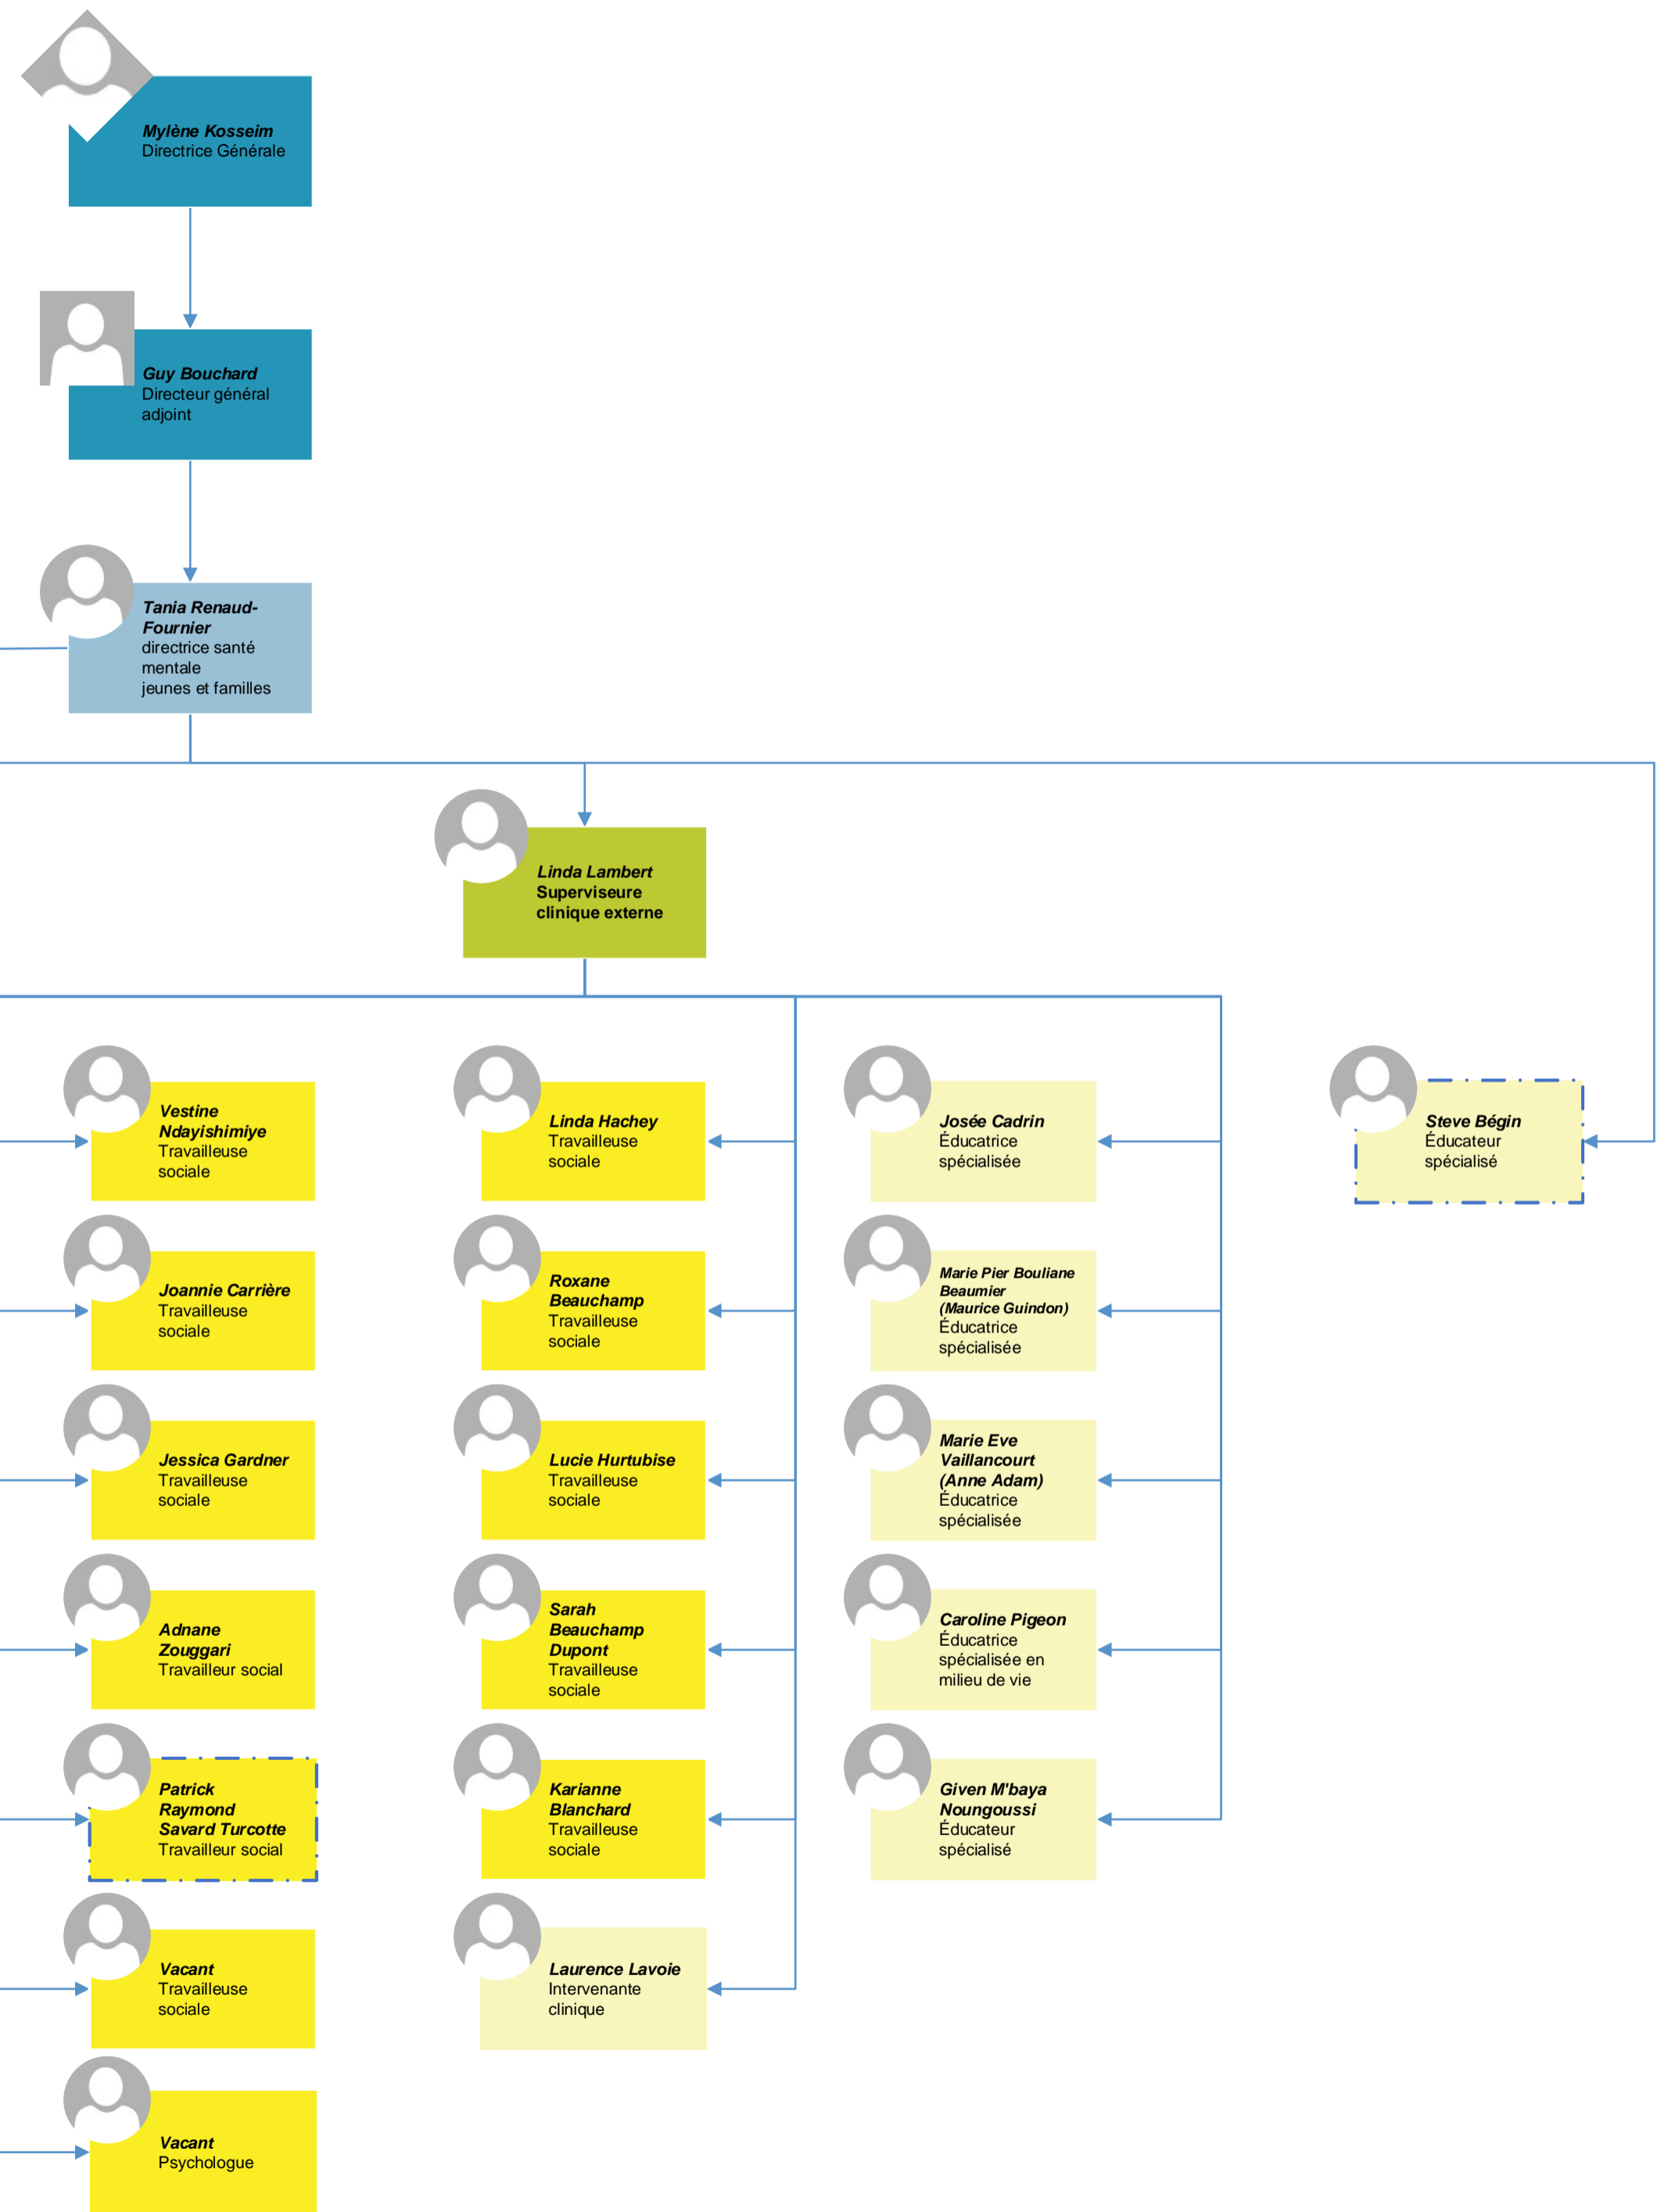 Mylène Kosseim
Directrice Générale
Guy Bouchard
Directeur général
adjoint
Tania Renaud-
Fournier
directrice santé
mentale
jeunes et familles
Linda Lambert
Superviseure
clinique externe
Vestine
Ndayishimiye
Travailleuse
sociale
Linda Hachey
Travailleuse
sociale
Josée Cadrin
Éducatrice
spécialisée
Steve Bégin
Éducateur
spécialisé
Joannie Carrière
Travailleuse
sociale
Roxane
Beauchamp
Travailleuse
sociale
Marie Pier Bouliane
Beaumier
(Maurice Guindon)
Éducatrice
spécialisée
Jessica Gardner
Travailleuse
sociale
Lucie Hurtubise
Travailleuse
sociale
Marie Eve
Vaillancourt
(Anne Adam)
Éducatrice
spécialisée
Adnane
Zouggari
Travailleur social
Sarah
Beauchamp
Dupont
Travailleuse
sociale
Caroline Pigeon
Éducatrice
spécialisée en
milieu de vie
Patrick
Raymond
Savard Turcotte
Travailleur social
Karianne
Blanchard
Travailleuse
sociale
Given M'baya
Noungoussi
Éducateur
spécialisé
Vacant
Travailleuse
sociale
Laurence Lavoie
Intervenante
clinique
Vacant
Psychologue